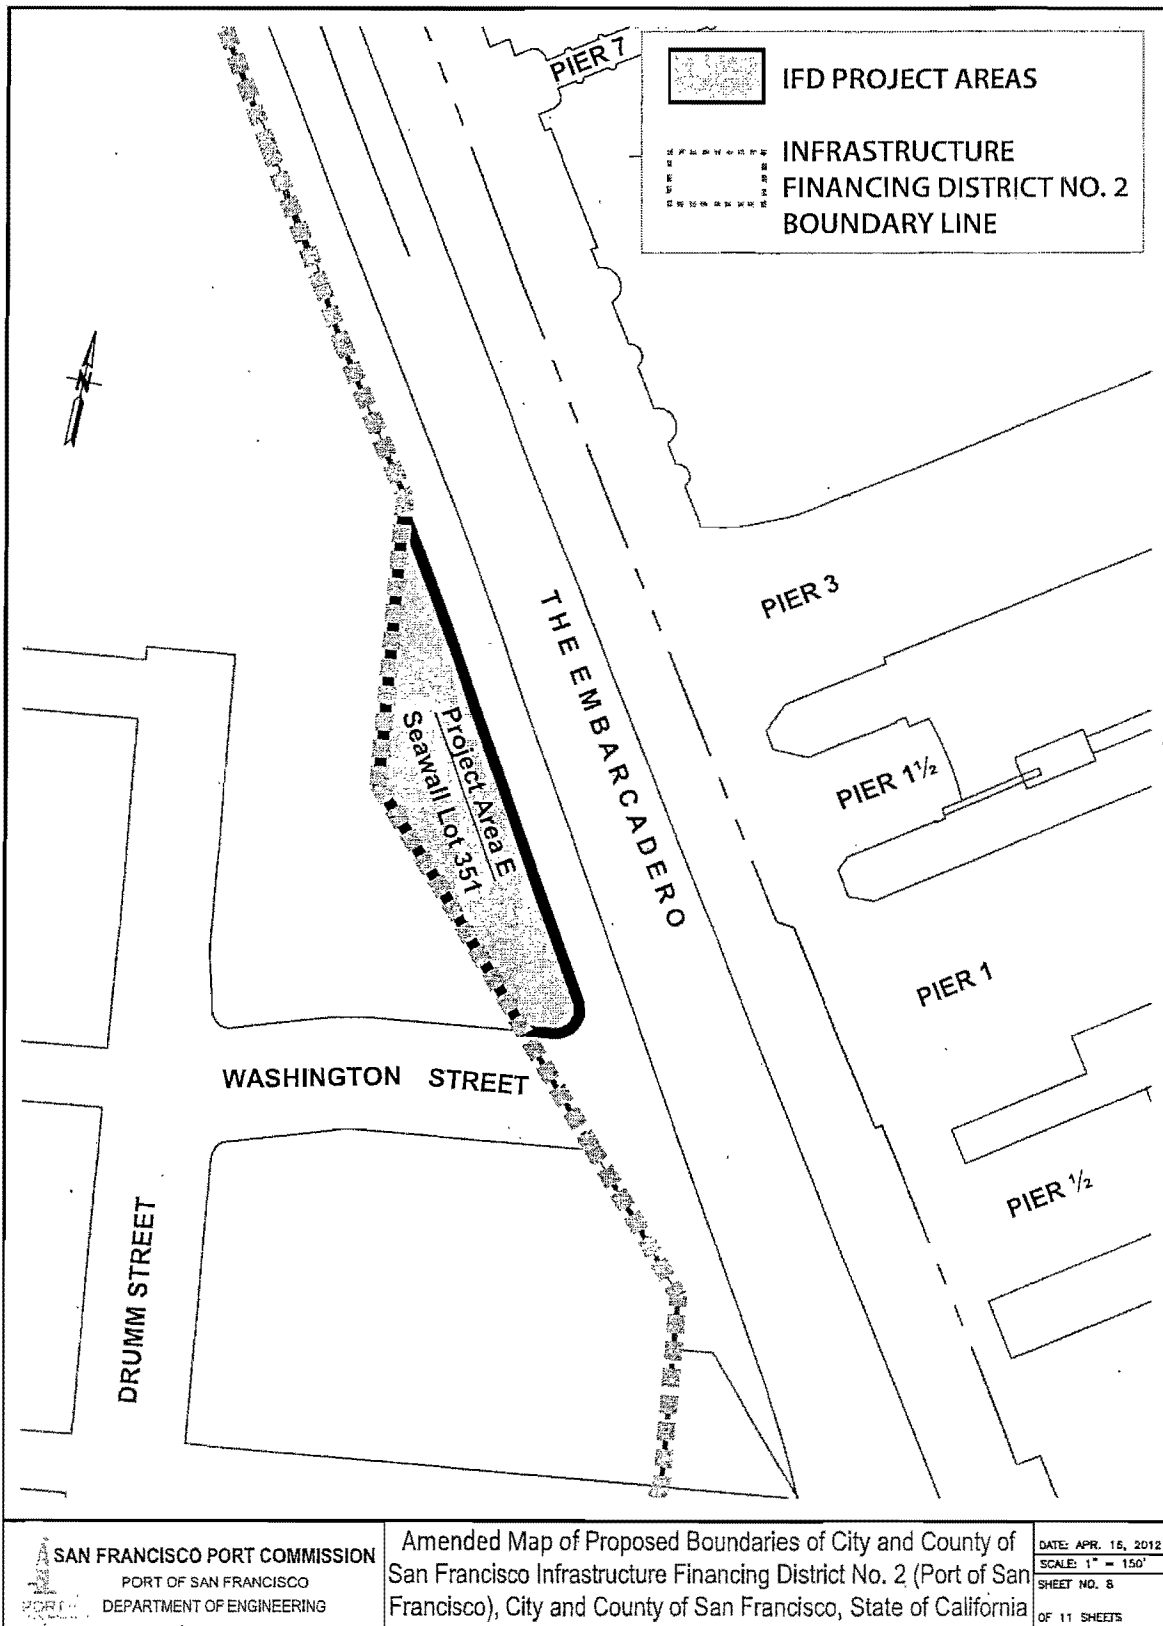 PIER 7
IFD PROJECT AREAS
INFRASTRUCTURE
FINANCING DISTRICT NO. 2
BOUNDARY LINE
N
THE EMBARCADERO
PIER 3
Project Area E
Seawall Lot 351
PIER 1½
PIER 1
WASHINGTON STREET
PIER ½
DRUMM STREET
SAN FRANCISCO PORT COMMISSION
PORT OF SAN FRANCISCO
DEPARTMENT OF ENGINEERING
PORT
Amended Map of Proposed Boundaries of City and County of
San Francisco Infrastructure Financing District No. 2 (Port of San
Francisco), City and County of San Francisco, State of California
DATE: APR. 16, 2012
SCALE: 1" = 150'
SHEET NO. 8
OF 11 SHEETS